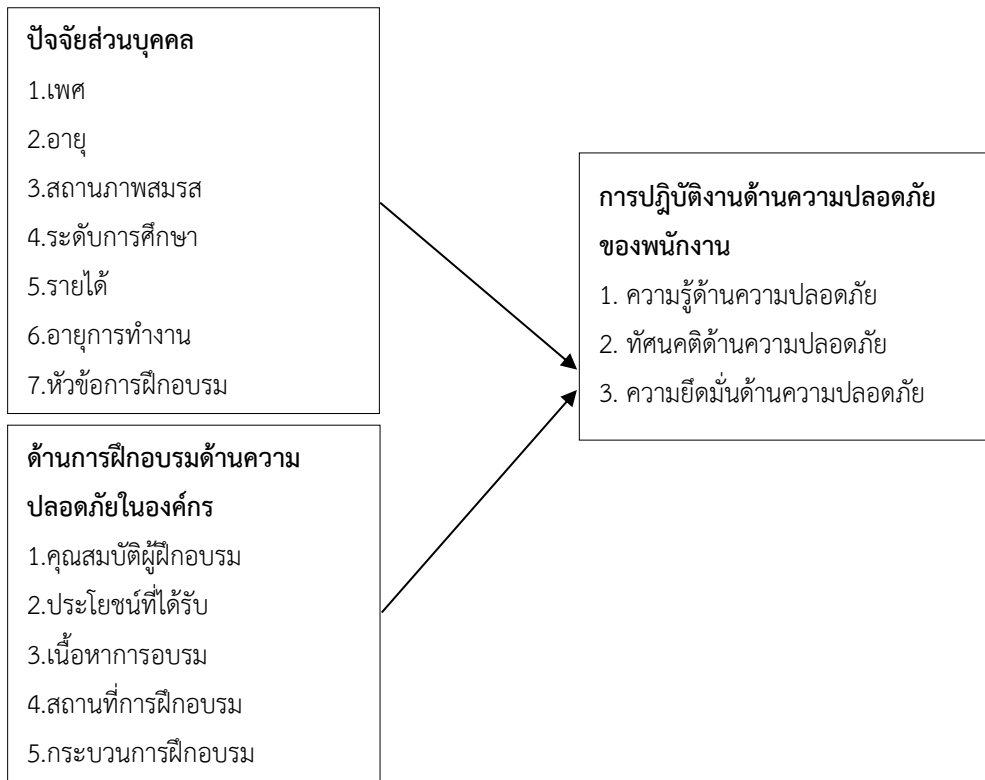 ปัจจัยส่วนบุคคล
1.เพศ
2.อายุ
3.สถานภาพสมรส
4.ระดับการศึกษา
5.รายได้
6.อายุการทำงาน
7.หัวข้อการฝึกอบรม
ด้านการฝึกอบรมด้านความ
ปลอดภัยในองค์กร
1.คุณสมบัติผู้ฝึกอบรม
2.ประโยชน์ที่ได้รับ
3.เนื้อหาการอบรม
4.สถานที่การฝึกอบรม
5.กระบวนการฝึกอบรม
การปฎิบัติงานด้านความปลอดภัย
ของพนักงาน
1. ความรู้ด้านความปลอดภัย
2. ทัศนคติด้านความปลอดภัย
3. ความยึดมั่นด้านความปลอดภัย